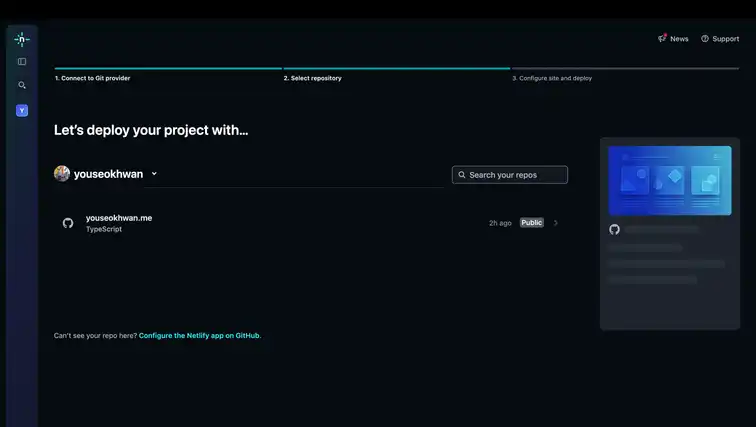 News
Support
1. Connect to Git provider
2. Select repository
3. Configure site and deploy
Let's deploy your project with…
youseokhwan
Search your repos
Y
youseokhwan.me
TypeScript
2h ago
Public
Can't see your repo here? Configure the Netlify app on GitHub.